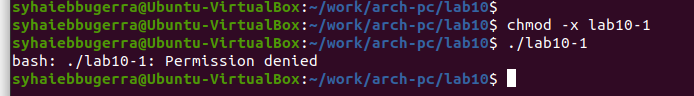 syhaiebbugerra@Ubuntu-VirtualBox:~/work/arch-pc/lab10$
syhaiebbugerra@Ubuntu-VirtualBox:~/work/arch-pc/lab10$ chmod -x lab10-1
syhaiebbugerra@Ubuntu-VirtualBox:~/work/arch-pc/lab10$ ./lab10-1
bash: ./lab10-1: Permission denied
syhaiebbugerra@Ubuntu-VirtualBox:~/work/arch-pc/lab10$